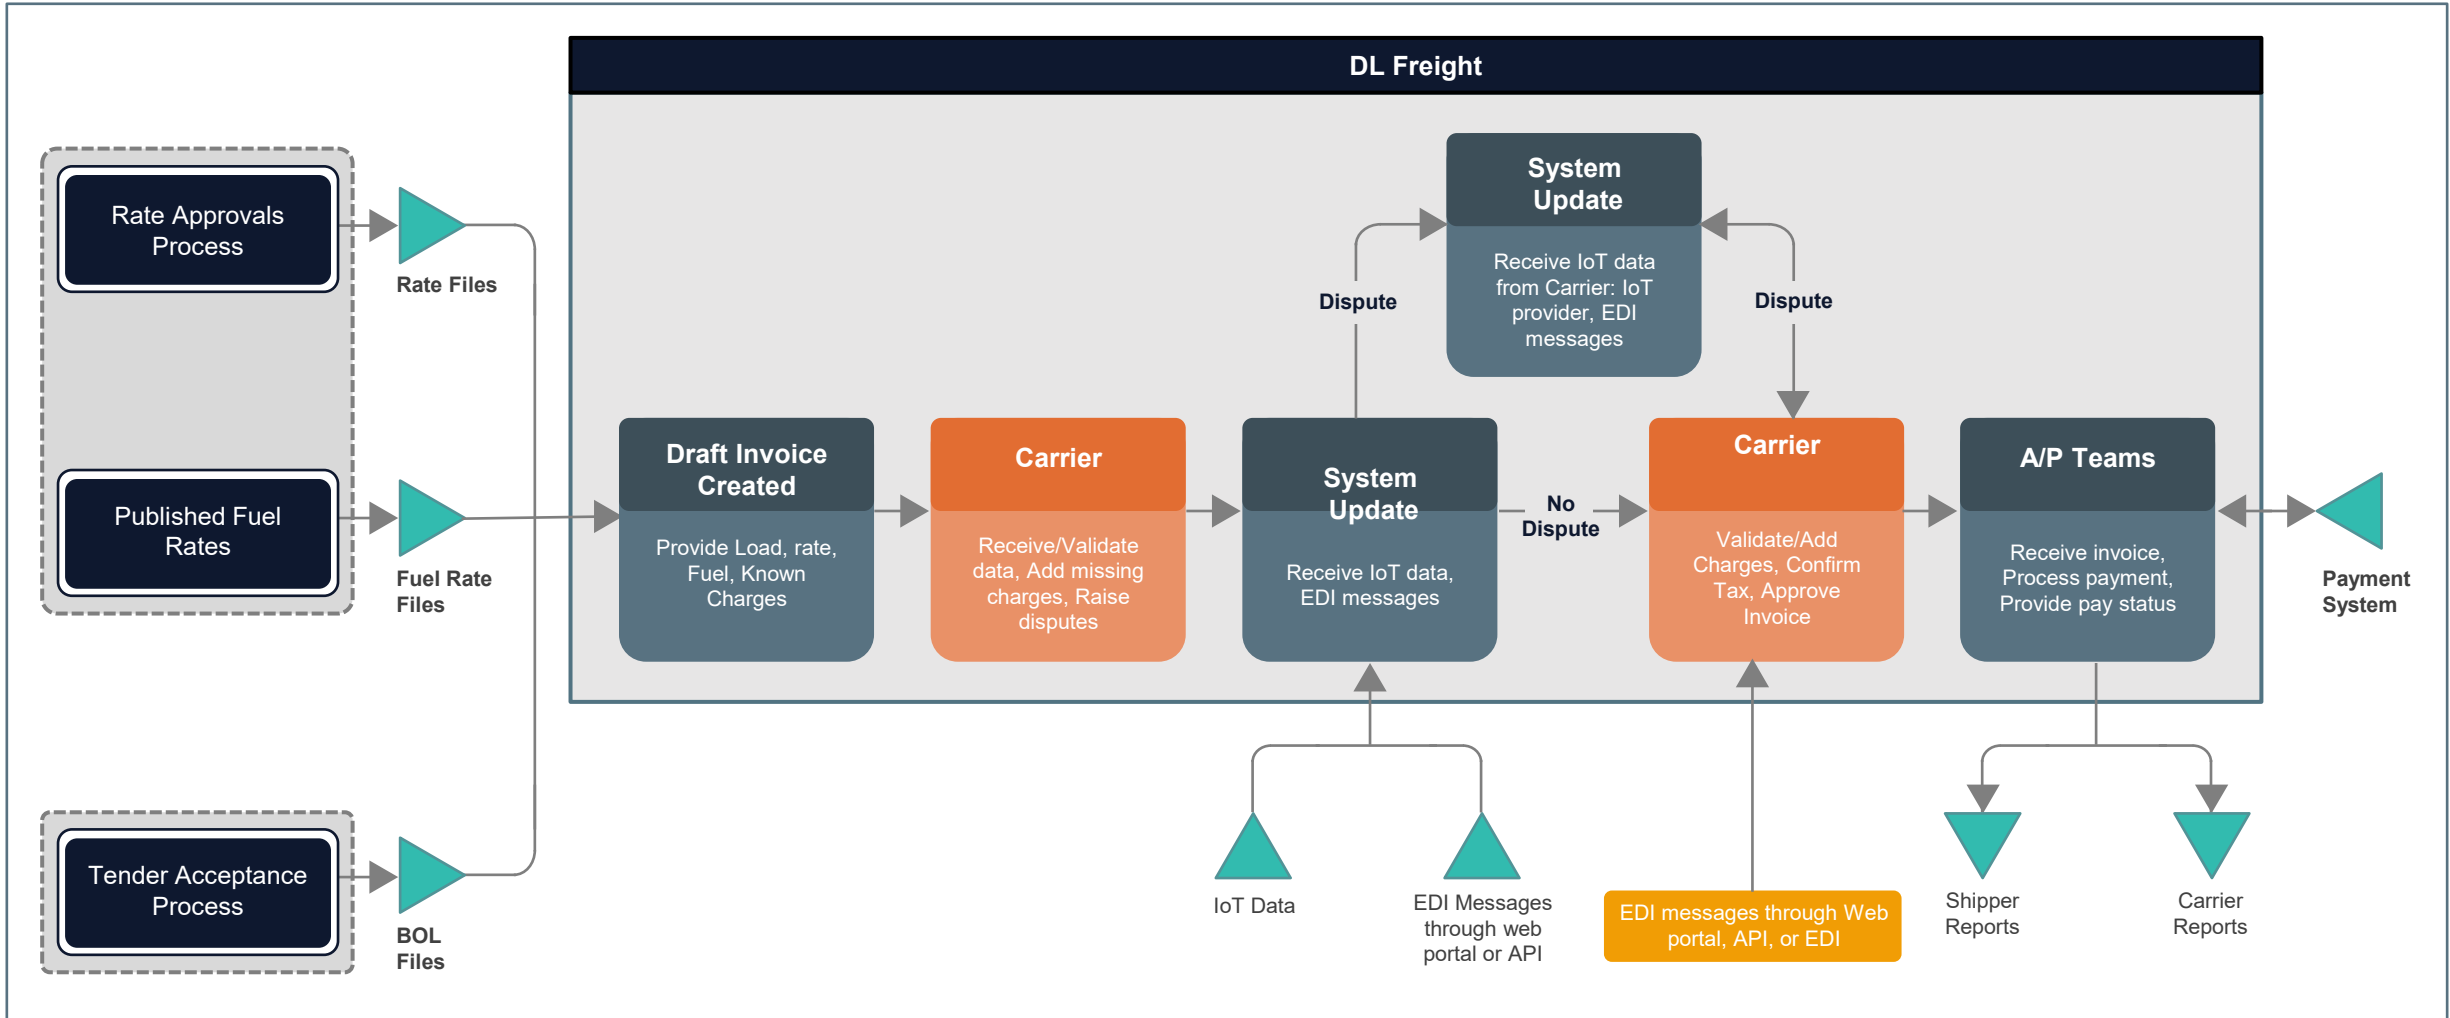 DL Freight
Rate Approvals
Process
Rate Files
Published Fuel
Rates
Fuel Rate
Files
Tender Acceptance
Process
BOL
Files
Draft Invoice
Created
Provide Load, rate,
Fuel, Known
Charges
Carrier
Receive/Validate
data, Add missing
charges, Raise
disputes
System
Update
Receive IoT data,
EDI messages
Dispute
System
Update
Receive IoT data
from Carrier: IoT
provider, EDI
messages
Dispute
No
Dispute
Carrier
Validate/Add
Charges, Confirm
Tax, Approve
Invoice
A/P Teams
Receive invoice,
Process payment,
Provide pay status
Payment
System
IoT Data
EDI Messages
through web
portal or API
EDI messages through Web
portal, API, or EDI
Shipper
Reports
Carrier
Reports